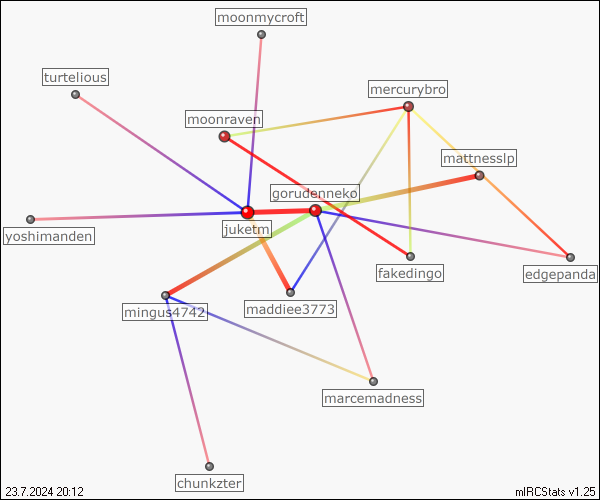 moonmycroft
turtelious
mercurybro
moonraven
mattnesslp
gorudenneko
juketm
yoshimanden
fakedingo
edgepanda
mingus4742
maddiee3773
marcemadness
chunkzter
23.7.2024 20:12
mIRCStats v1.25